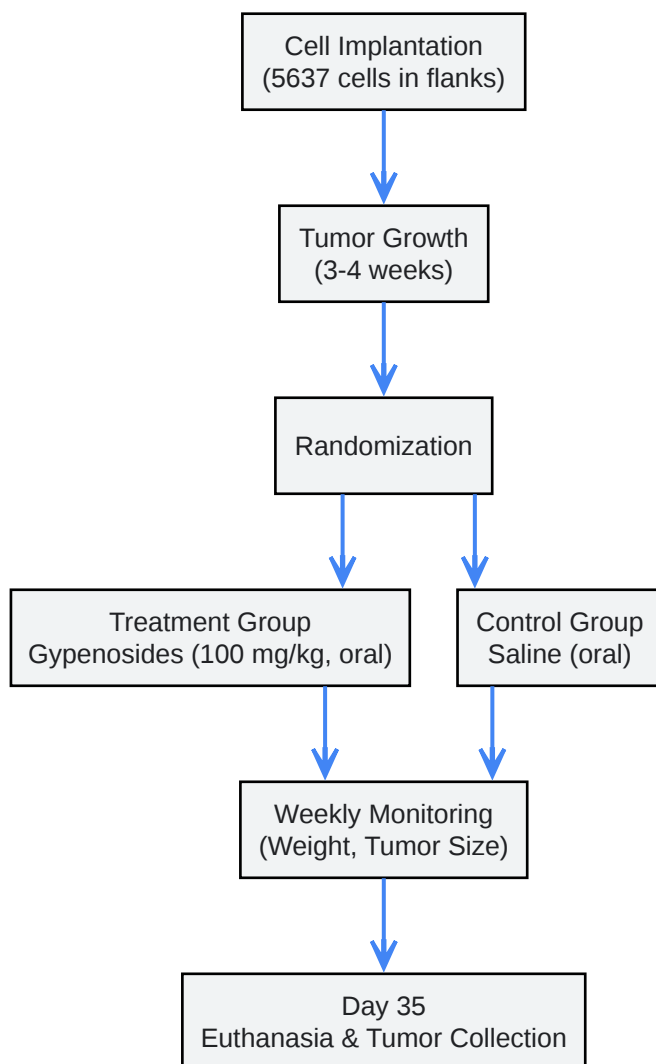 Cell Implantation
(5637 cells in flanks)
Tumor Growth
(3-4 weeks)
Randomization
Treatment Group
Gypenosides (100 mg/kg, oral)
Control Group
Saline (oral)
Weekly Monitoring
(Weight, Tumor Size)
Day 35
Euthanasia & Tumor Collection